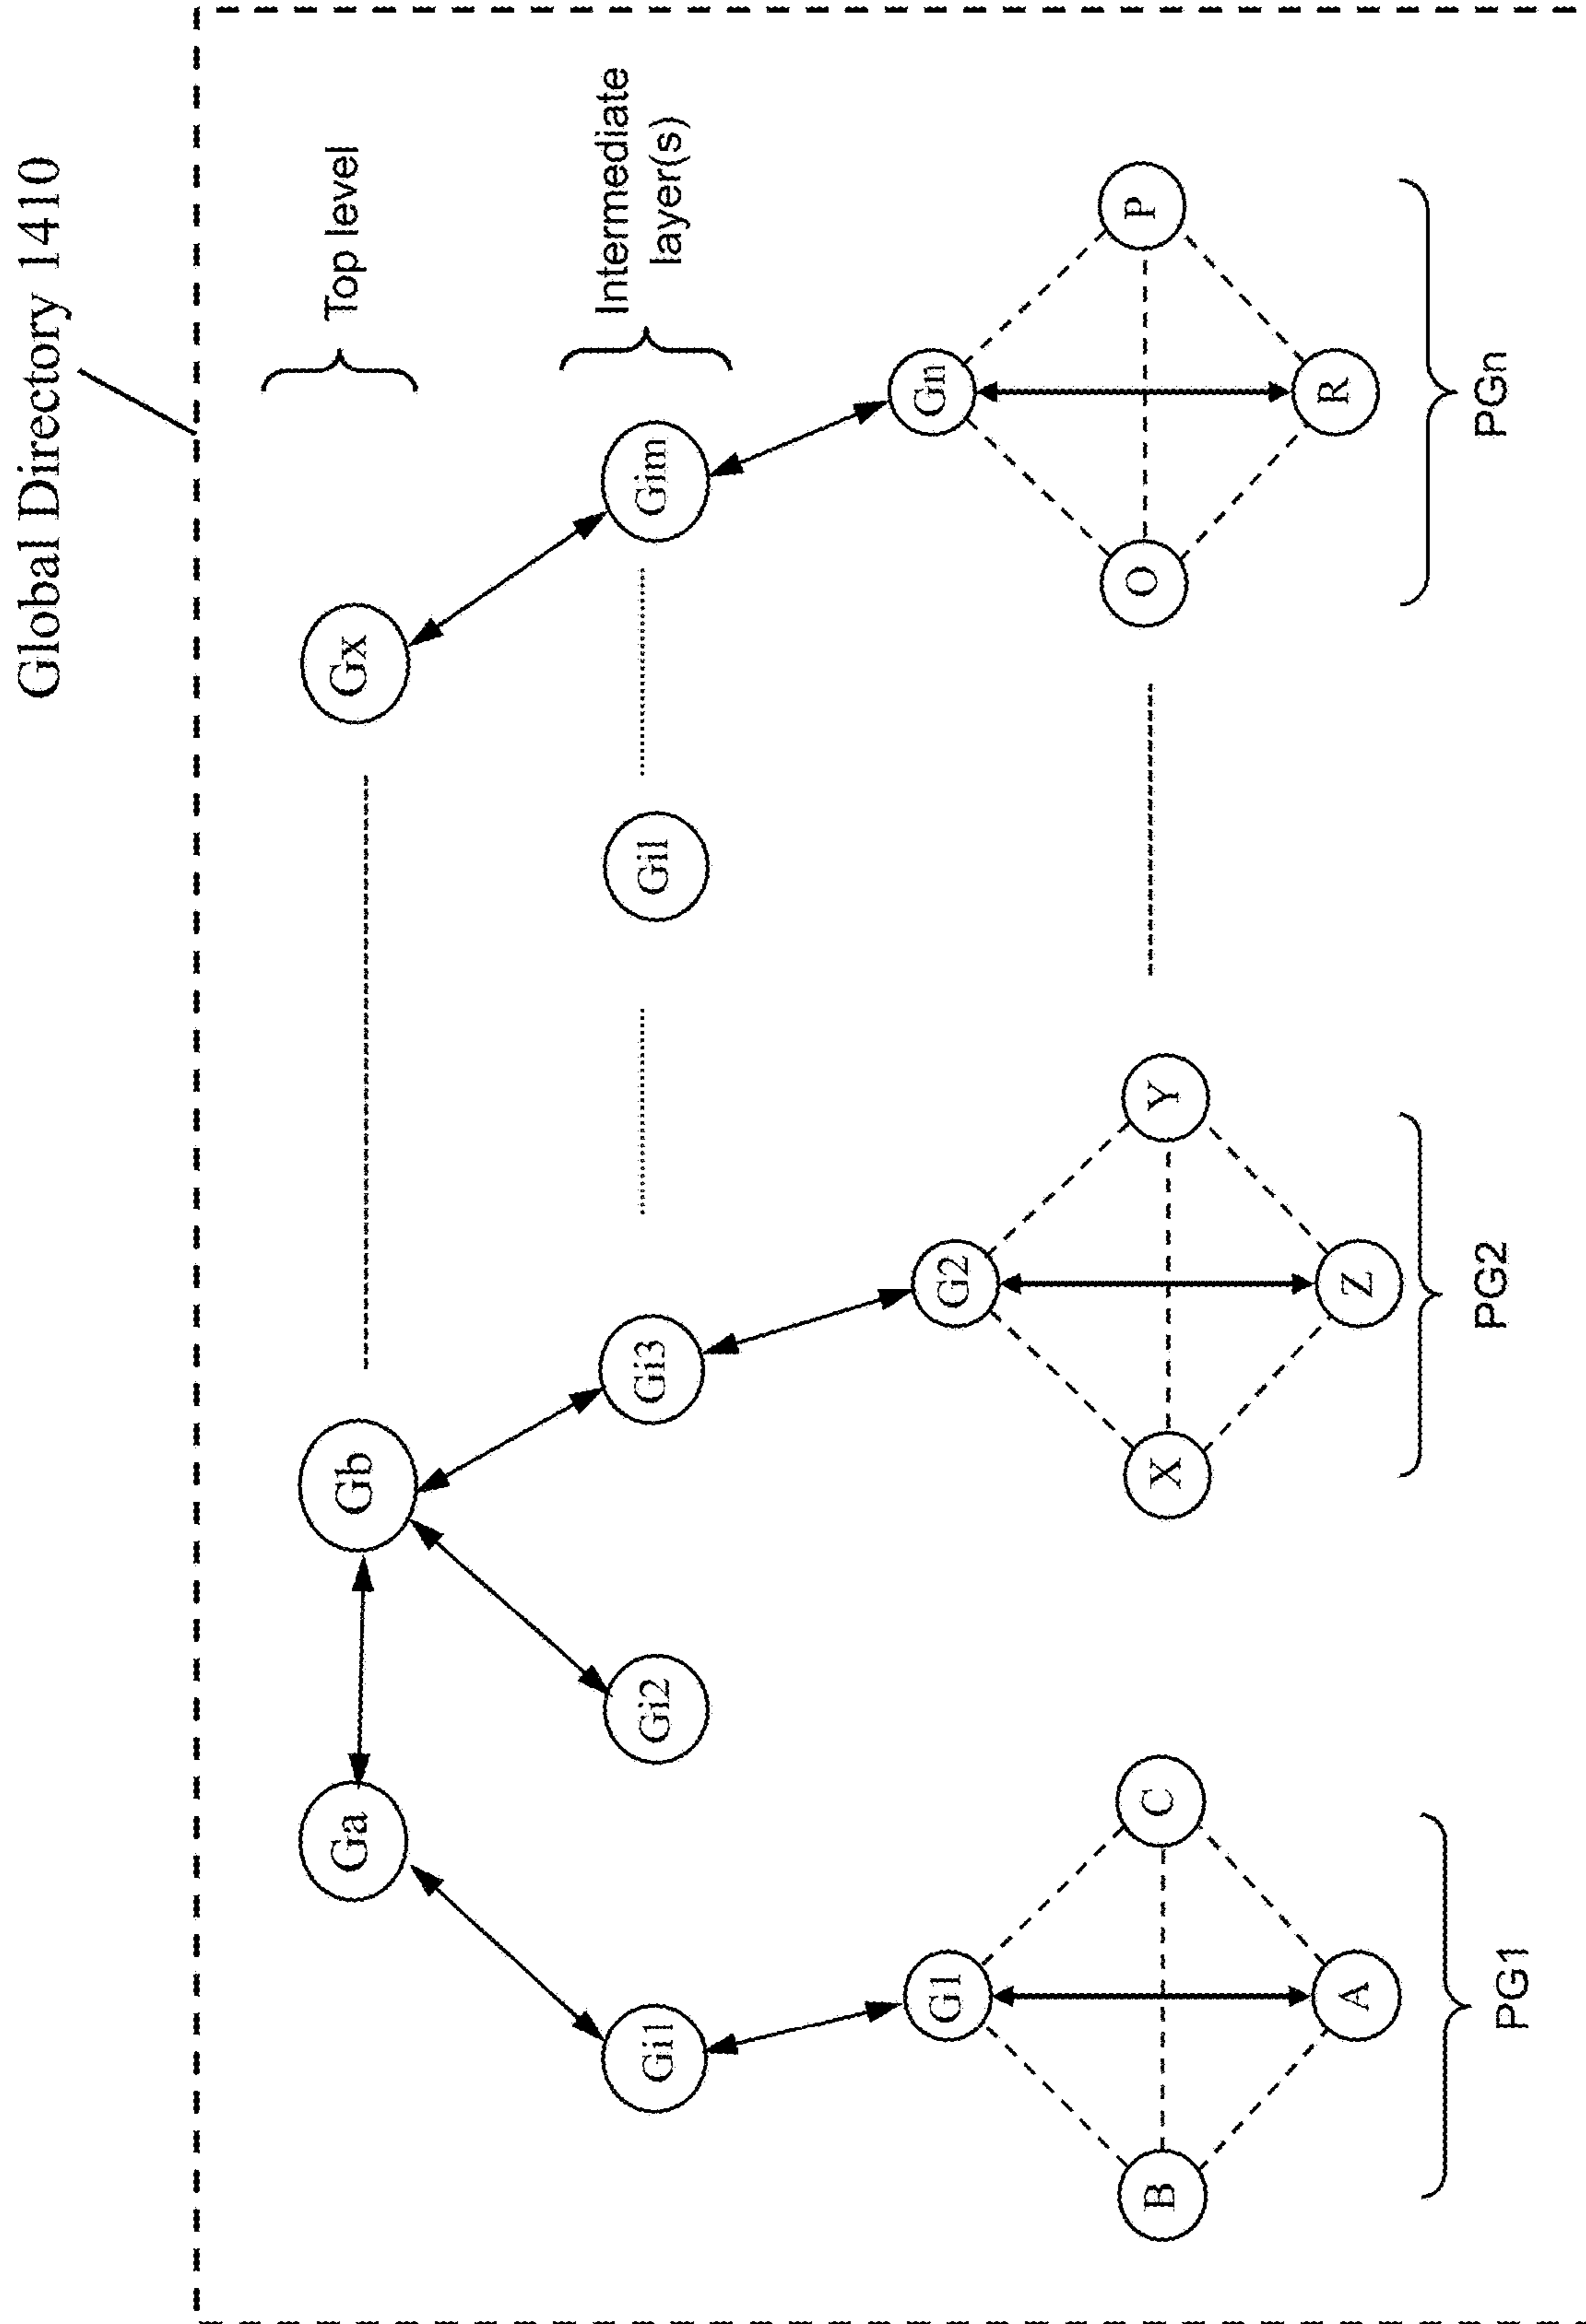 Global Directory 1410
Top level
Intermediate
layer(s)
Ga
Gb
Gx
Gi1
Gi2
Gi3
Gil
Gim
G1
G2
Gn
B
C
X
Y
O
P
A
Z
R
PG1
PG2
PGn